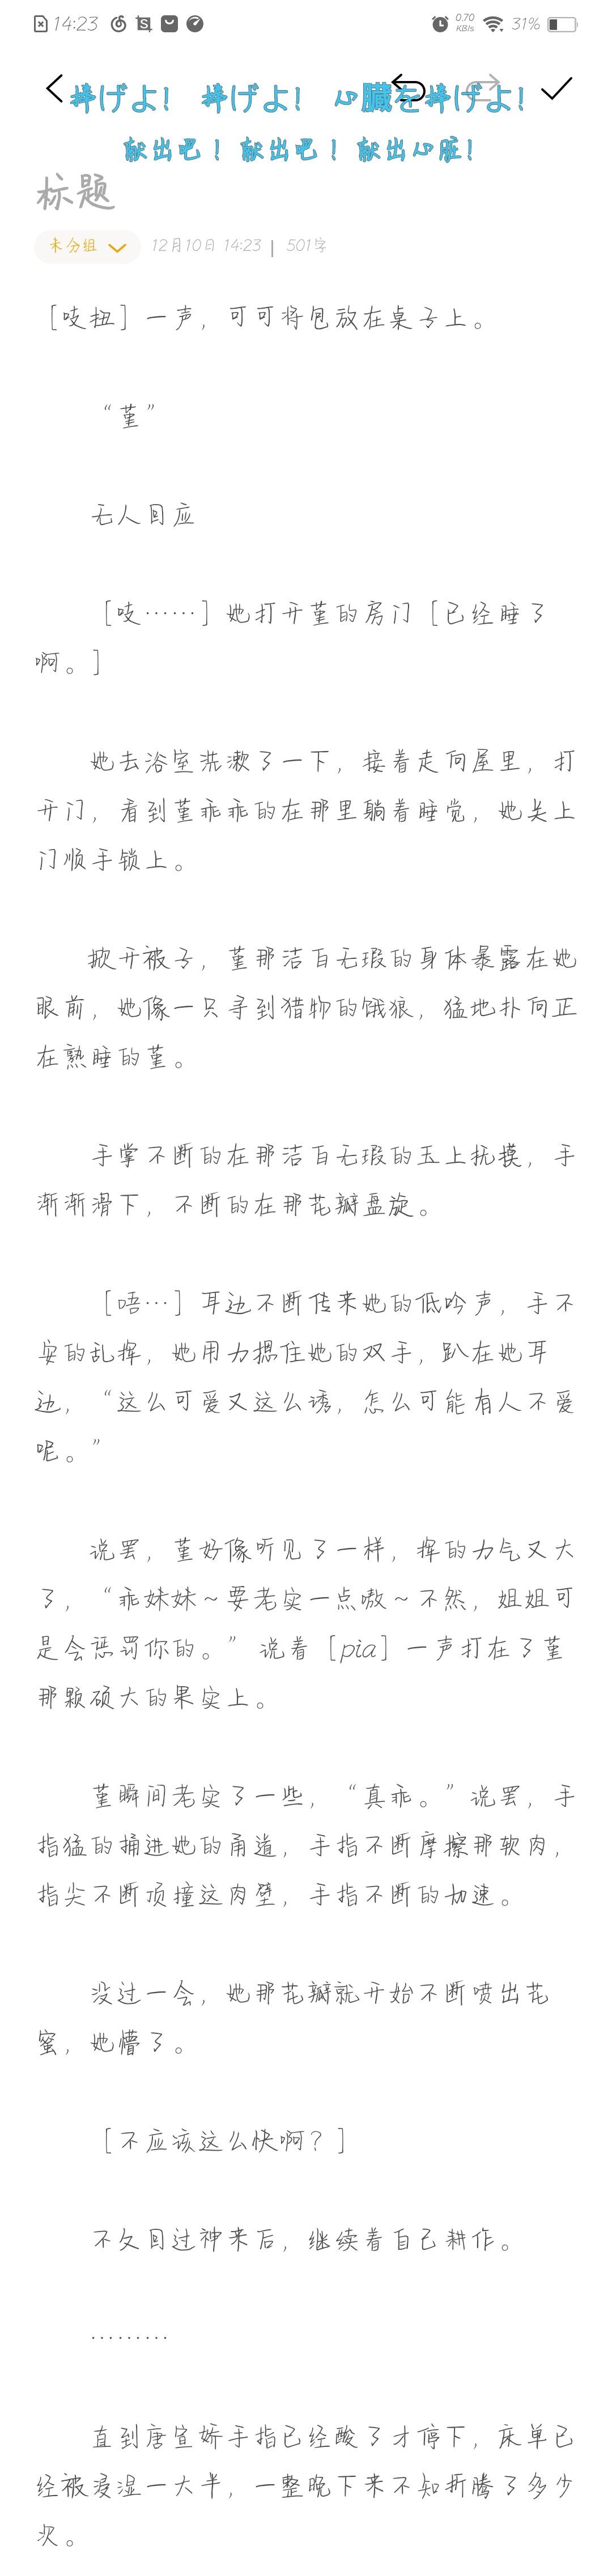 14:23
0.70
KB/s
31%
捧げよ! 捧げよ! 心臓を捧げよ!
献出吧！献出吧！献出心脏!
标题
未分组
12月10日 14:23 | 501字
［吱扭］一声，可可将包放在桌子上。
“堇”
无人回应
［吱……］她打开堇的房门［已经睡了
啊。］
她去浴室洗漱了一下，接着走向屋里，打
开门，看到堇乖乖的在那里躺着睡觉，她关上
门顺手锁上。
掀开被子，堇那洁白无瑕的身体暴露在她
眼前，她像一只寻到猎物的饿狼，猛地扑向正
在熟睡的堇。
手掌不断的在那洁白无瑕的玉上抚摸，手
渐渐滑下，不断的在那花瓣盘旋。
［唔…］耳边不断传来她的低吟声，手不
安的乱挥，她用力摁住她的双手，趴在她耳
边，“这么可爱又这么诱，怎么可能有人不爱
呢。”
说罢，堇好像听见了一样，挥的力气又大
了，“乖妹妹～要老实一点嗷～不然，姐姐可
是会惩罚你的。”说着［pia］一声打在了堇
那颗硕大的果实上。
堇瞬间老实了一些，“真乖。”说罢，手
指猛的捅进她的甬道，手指不断摩擦那软肉，
指尖不断顶撞这肉壁，手指不断的加速。
没过一会，她那花瓣就开始不断喷出花
蜜，她懵了。
［不应该这么快啊？］
不久回过神来后，继续着自己耕作。
………
直到唐宣娇手指已经酸了才停下，床单已
经被浸湿一大半，一整晚下来不知折腾了多少
次。